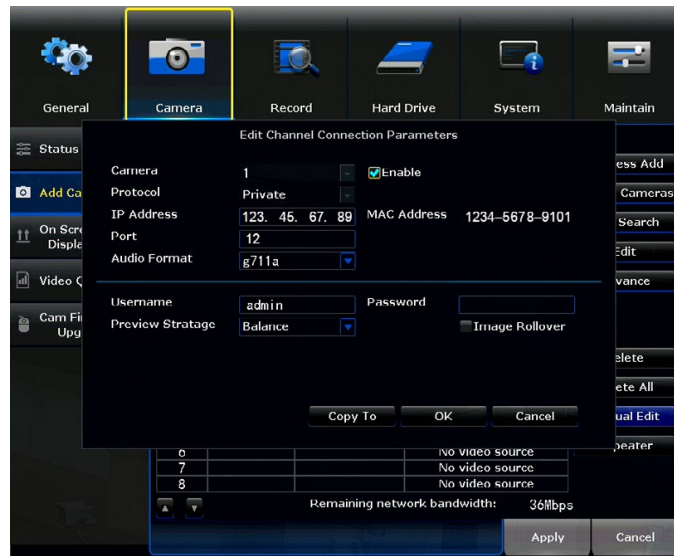 General Camera Record Hard Drive System Maintain
Edit Channel Connection Parameters
Status
Add Ca
On Scre
Displa
Video Q
Cam Fi
Upg
Camera 1 Enable
Protocol Private
IP Address 123. 45. 67. 89 MAC Address 1234-5678-9101
Port 12
Audio Format g711a
Username admin Password
Preview Stratage Balance Image Rollover
Copy To OK Cancel
ess Add
Cameras
Search
Edit
vance
elete
ete All
ual Edit
peater
6 No video source
7 No video source
8 No video source
Remaining network bandwidth: 36Mbps
Apply Cancel